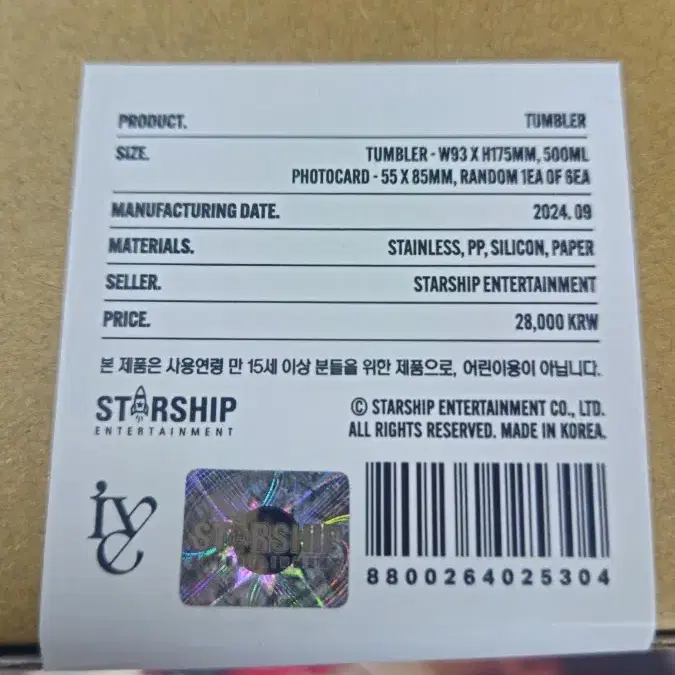 PRODUCT. TUMBLER
SIZE. TUMBLER - W93 X H175MM, 500ML
PHOTOCARD - 55 X 85MM, RANDOM 1EA OF 6EA
MANUFACTURING DATE. 2024. 09
MATERIALS. STAINLESS, PP, SILICON, PAPER
SELLER. STARSHIP ENTERTAINMENT
PRICE. 28,000 KRW
본 제품은 사용연령 만 15세 이상 분들을 위한 제품으로, 어린이용이 아닙니다.
STARSHIP
ENTERTAINMENT
© STARSHIP ENTERTAINMENT CO., LTD.
ALL RIGHTS RESERVED. MADE IN KOREA.
ive
STARSHIP
8800264025304